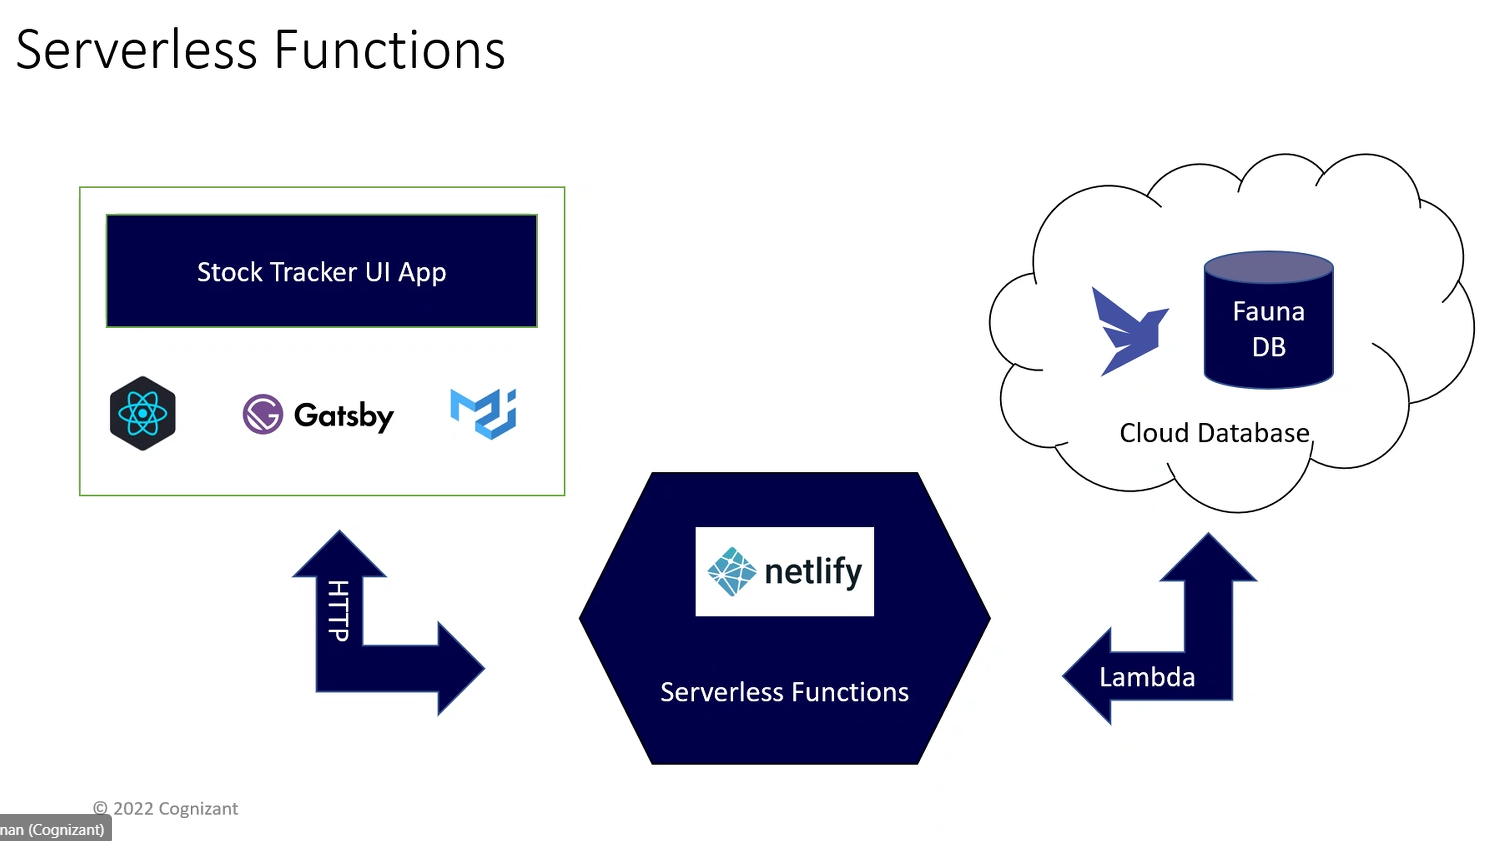 Serverless Functions
Stock Tracker UI App
Gatsby
Fauna
DB
Cloud Database
HTTP
netlify
Serverless Functions
Lambda
© 2022 Cognizant
nan (Cognizant)